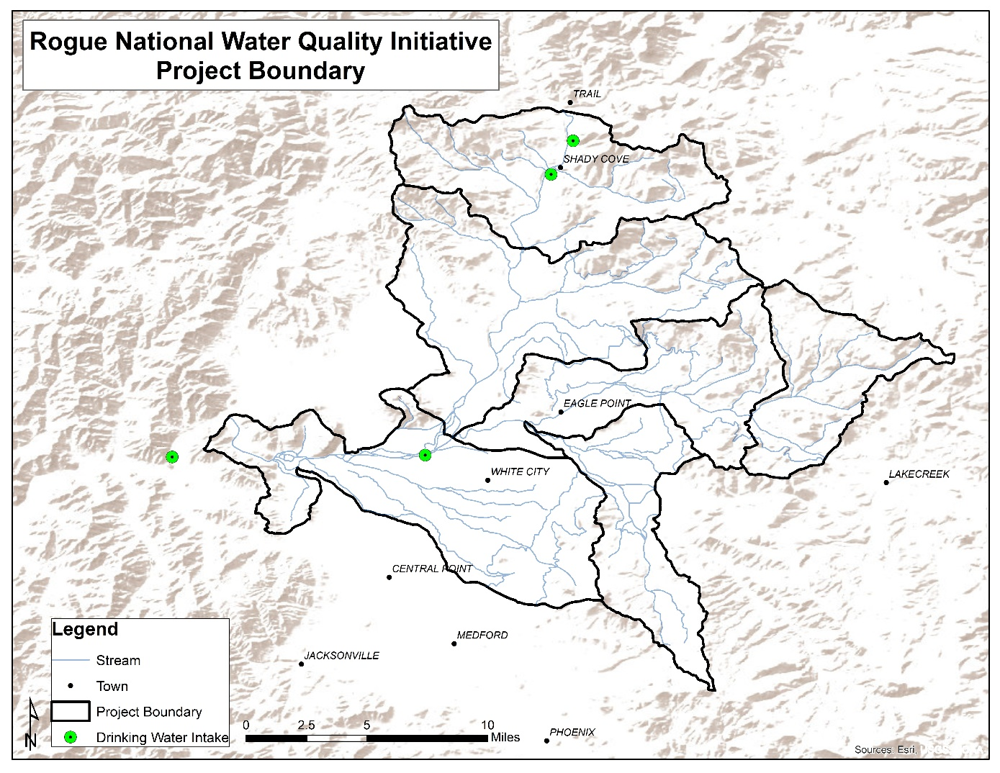 Rogue National Water Quality Initiative
Project Boundary
TRAIL
SHADY COVE
EAGLE POINT
WHITE CITY
LAKECREEK
CENTRAL POINT
MEDFORD
JACKSONVILLE
PHOENIX
Legend
Stream
Town
Project Boundary
Drinking Water Intake
N
0 2.5 5 10
Miles
Sources: Esri,